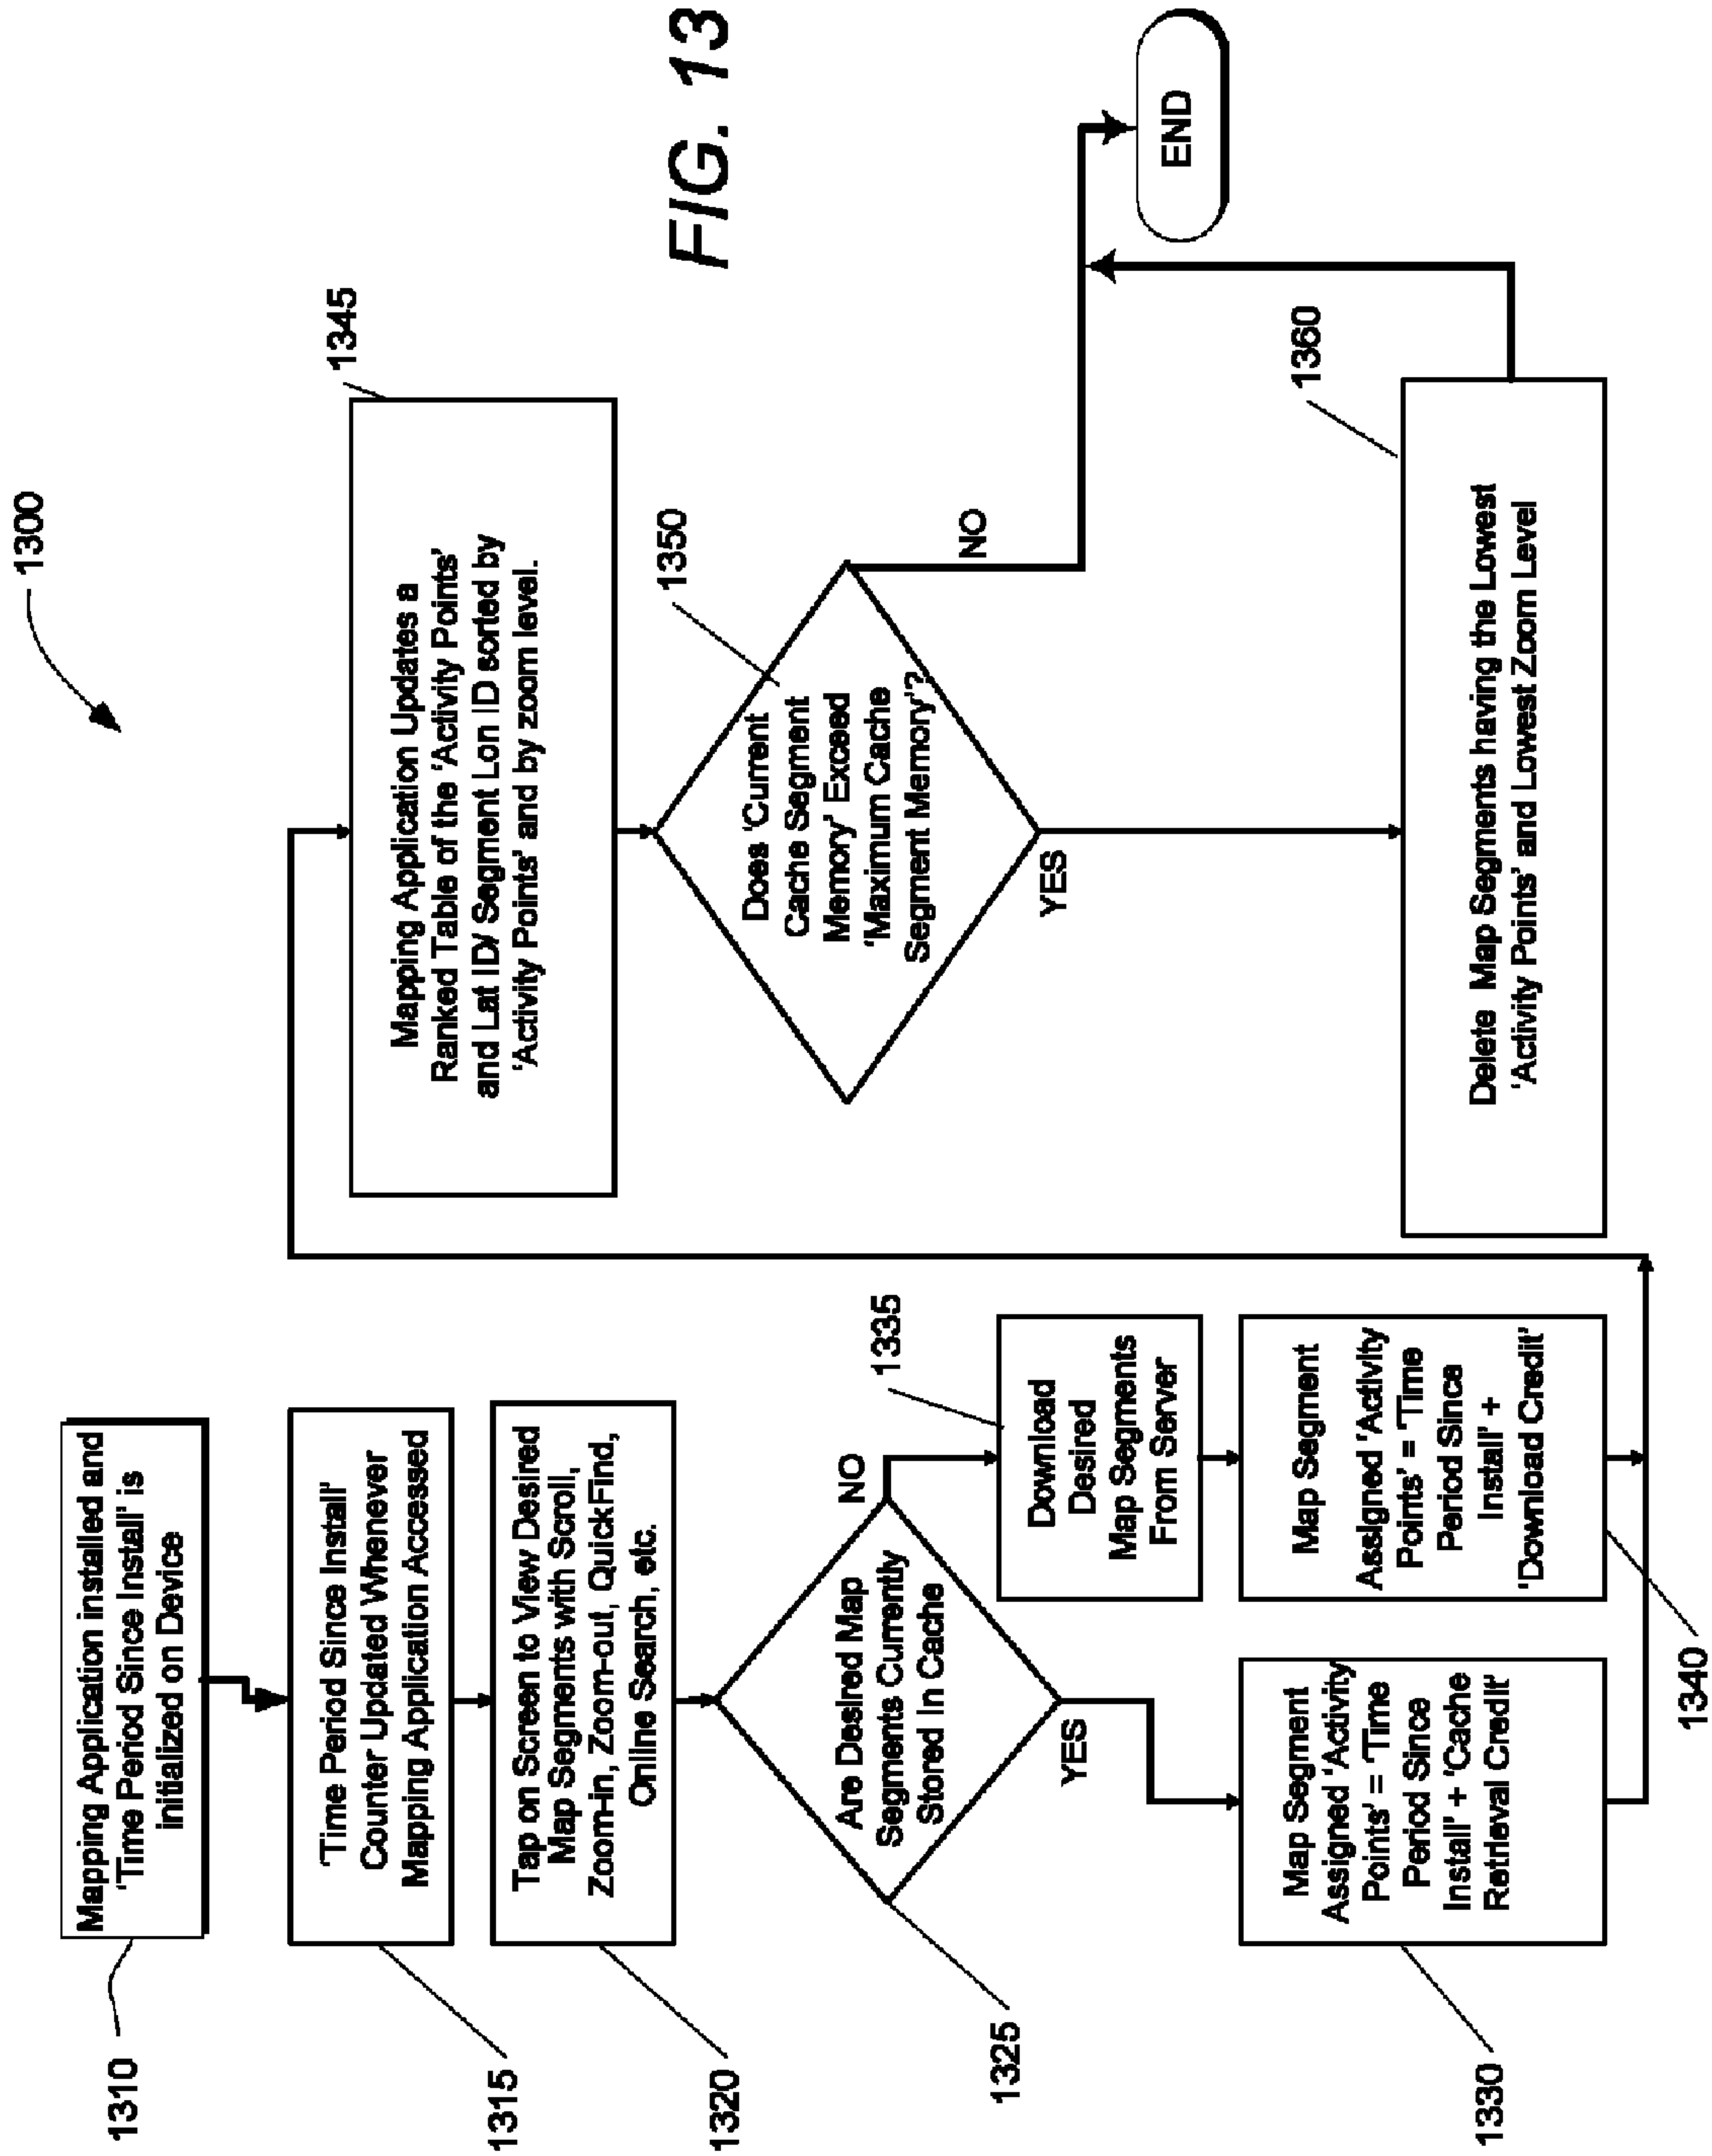 1300
1310
Mapping Application installed and
'Time Period Since Install' is
initialized on Device
1315
'Time Period Since Install'
Counter Updated Whenever
Mapping Application Accessed
1320
Tap on Screen to View Desired
Map Segments with Scroll,
Zoom-in, Zoom-out, QuickFind,
Online Search, etc.
1325
Are Desired Map
Segments Currently
Stored In Cache
NO
YES
1335
Download
Desired
Map Segments
From Server
1330
Map Segment
Assigned 'Activity
Points' = 'Time
Period Since
Install' + 'Cache
Retrieval Credit'
1340
Map Segment
Assigned 'Activity
Points' = 'Time
Period Since
Install' +
'Download Credit'
1345
Mapping Application Updates a
Ranked Table of the 'Activity Points'
and Lat ID/ Segment Lon ID sorted by
'Activity Points' and by zoom level.
1350
Does 'Current
Cache Segment
Memory' Exceed
'Maximum Cache
Segment Memory'?
NO
YES
1360
Delete Map Segments having the Lowest
'Activity Points' and Lowest Zoom Level
END
FIG. 13